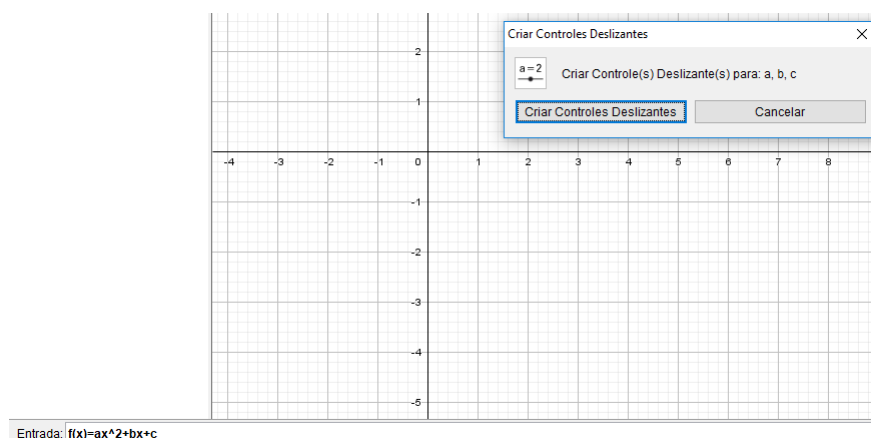 Criar Controles Deslizantes
a=2
Criar Controle(s) Deslizante(s) para: a, b, c
Criar Controles Deslizantes Cancelar
2
1
-4 -3 -2 -1 0 1 2 3 4 5 6 7 8
-1
-2
-3
-4
-5
Entrada: f(x)=ax^2+bx+c